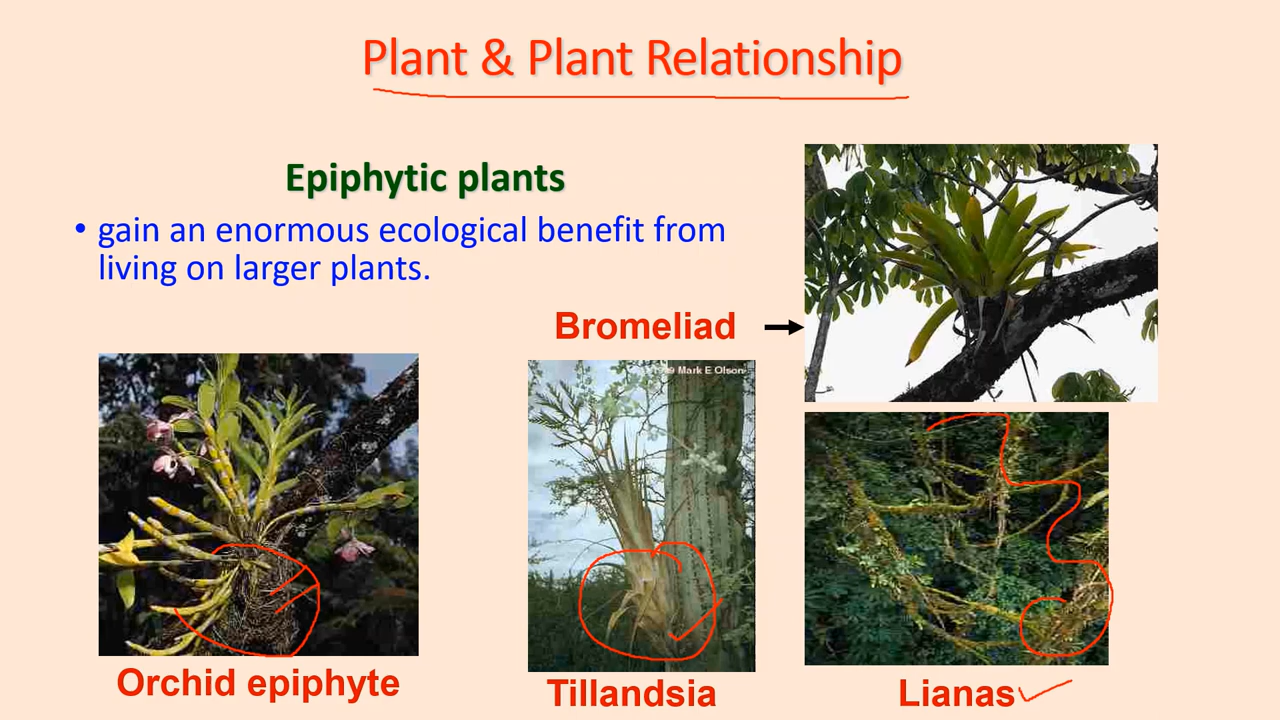 Plant & Plant Relationship
Epiphytic plants
• gain an enormous ecological benefit from
living on larger plants.
Bromeliad
Mark E Olson
Orchid epiphyte
Tillandsia
Lianas